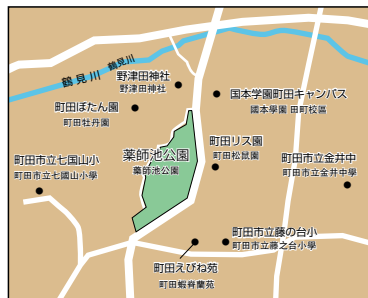 鶴見川
鶴見川
野津田神社
野津田神社
国本学園町田キャンパス
國本學園 田町校區
町田ぼたん園
町田牡丹園
薬師池公園
薬師池公園
町田リス園
町田松鼠園
町田市立七国山小
町田市立七國山小學
町田市立金井中
町田市立金井中學
町田市立藤の台小
町田市立藤之台小學
町田えびね苑
町田蝦脊蘭苑